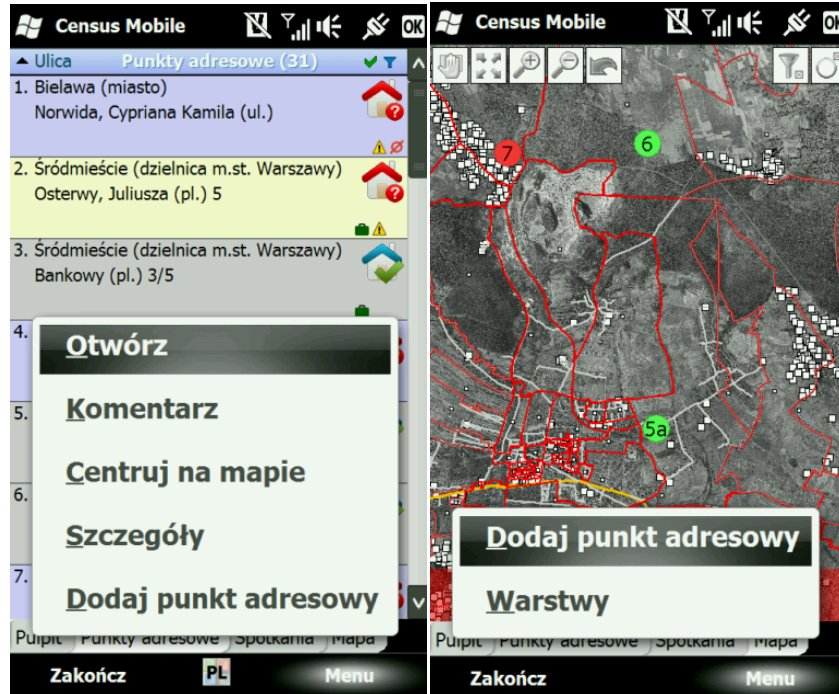 Census Mobile
OK
Ulica Punkty adresowe (31)
1. Bielawa (miasto)
Norwida, Cypriana Kamila (ul.)
2. Śródmieście (dzielnica m.st. Warszawy)
Osterwy, Juliusza (pl.) 5
3. Śródmieście (dzielnica m.st. Warszawy)
Bankowy (pl.) 3/5
4.
5.
6.
7.
Otwórz
Komentarz
Centruj na mapie
Szczegóły
Dodaj punkt adresowy
Pulpit Punkty adresowe Spotkania Mapa
Zakończ PL Menu
Census Mobile
7
6
5a
Dodaj punkt adresowy
Warstwy
Pulpit Punkty adresowe Spotkania Mapa
Zakończ Menu